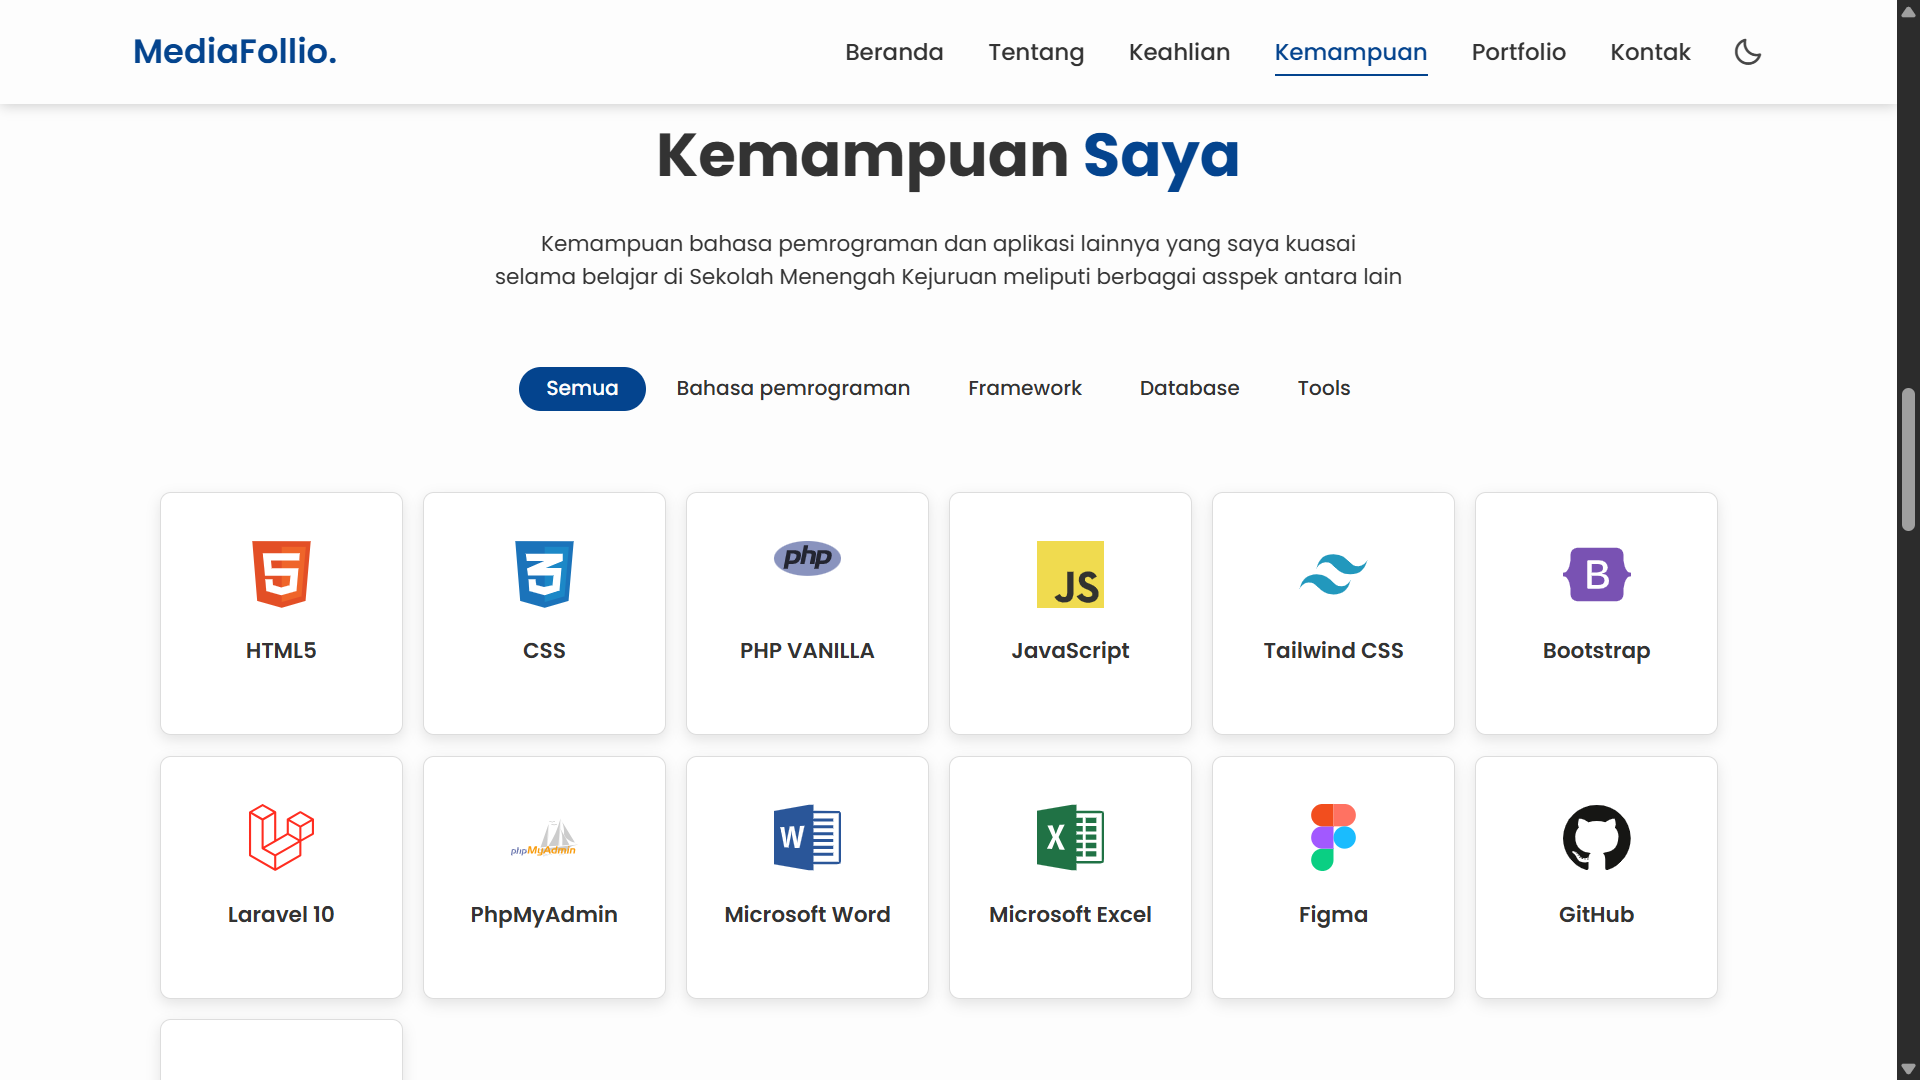 MediaFollio.
Beranda Tentang Keahlian Kemampuan Portfolio Kontak
Kemampuan Saya
Kemampuan bahasa pemrograman dan aplikasi lainnya yang saya kuasai
selama belajar di Sekolah Menengah Kejuruan meliputi berbagai asspek antara lain
Semua Bahasa pemrograman Framework Database Tools
5 3 php JS B
HTML5 CSS PHP VANILLA JavaScript Tailwind CSS Bootstrap
phpMyAdmin W X
Laravel 10 PhpMyAdmin Microsoft Word Microsoft Excel Figma GitHub